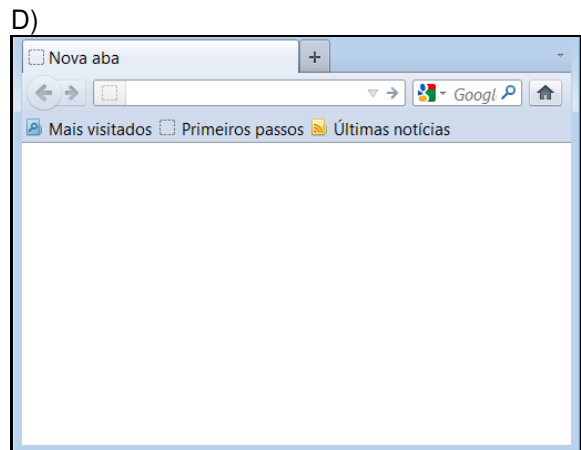 D)
Nova aba
Googl
Mais visitados Primeiros passos Últimas notícias